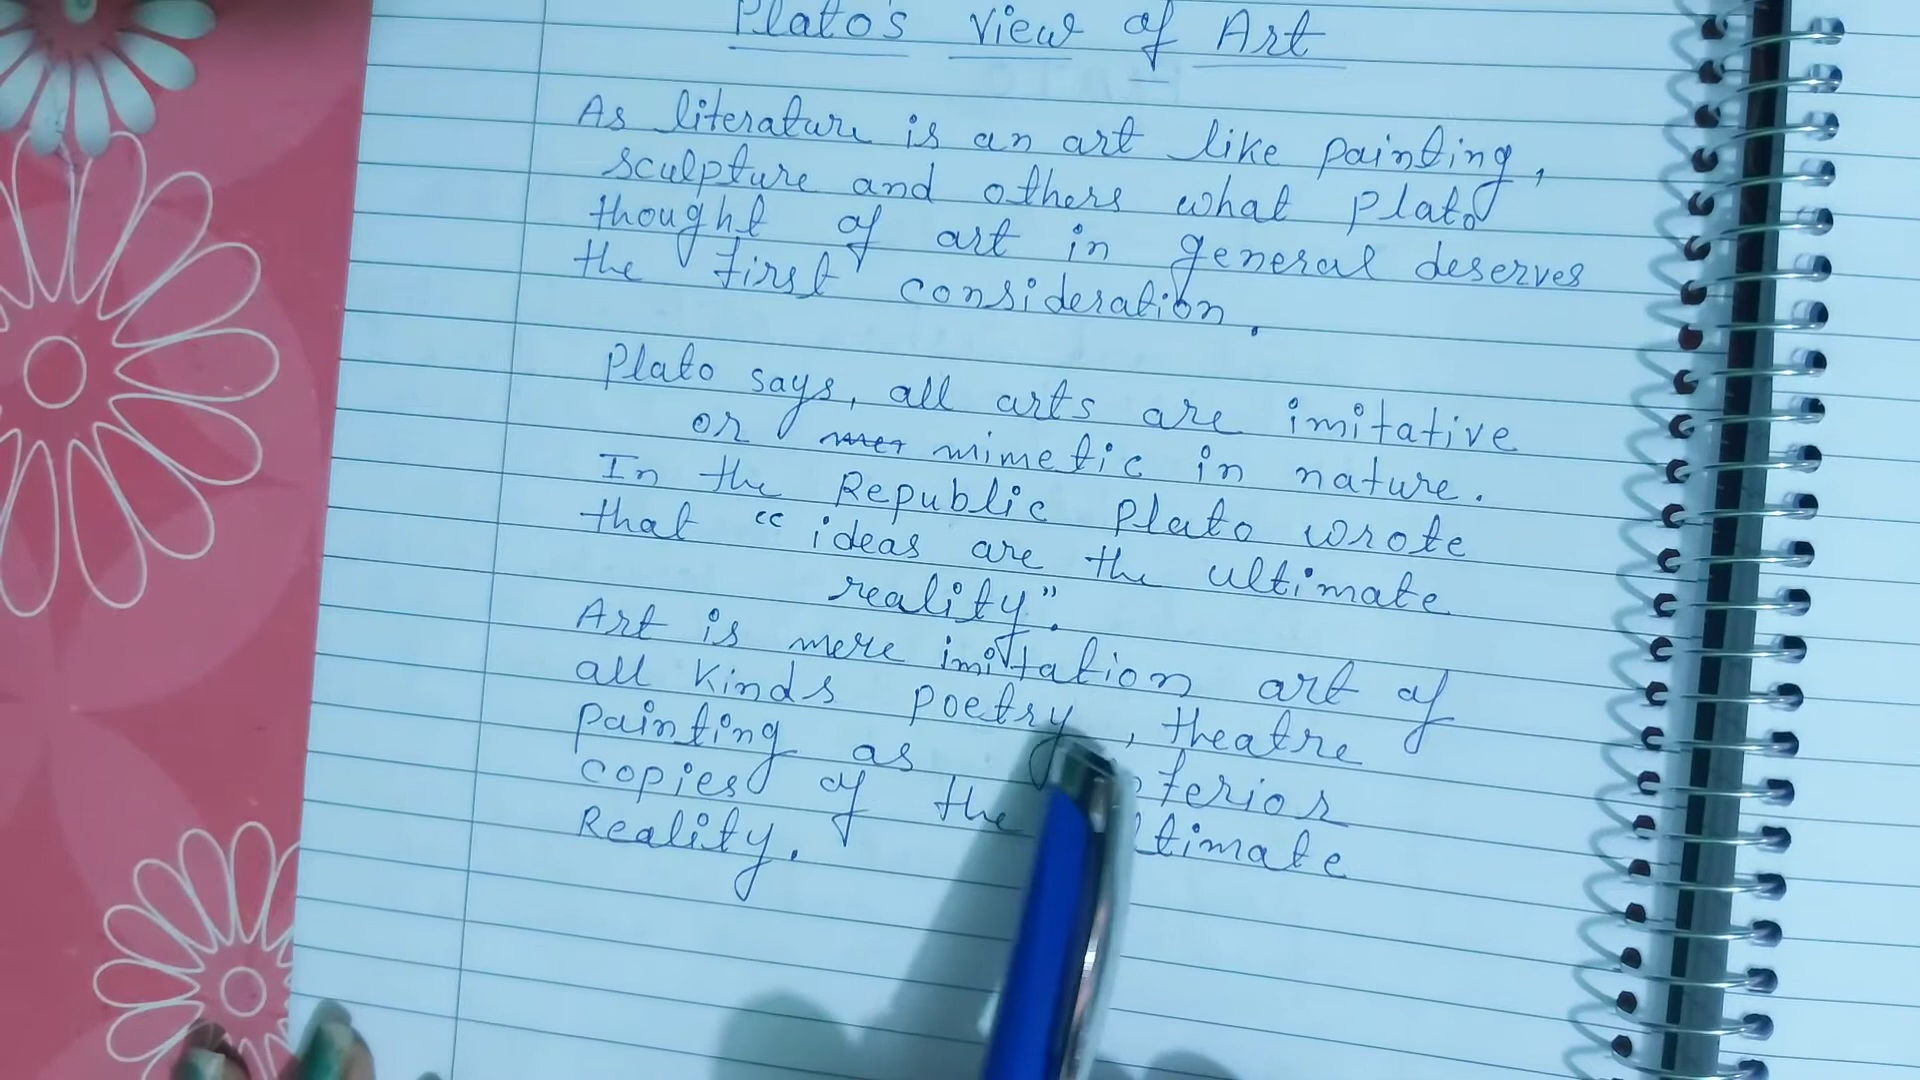 Plato's View of Art
As literature is an art like painting,
sculpture and others what Plato
thought of art in general deserves
the first consideration.
Plato says, all arts are imitative
or mimetic in nature.
In the Republic Plato wrote
that "ideas are the ultimate
reality".
Art is mere imitation art of
all kinds poetry, theatre
painting as
copies of the
Reality.